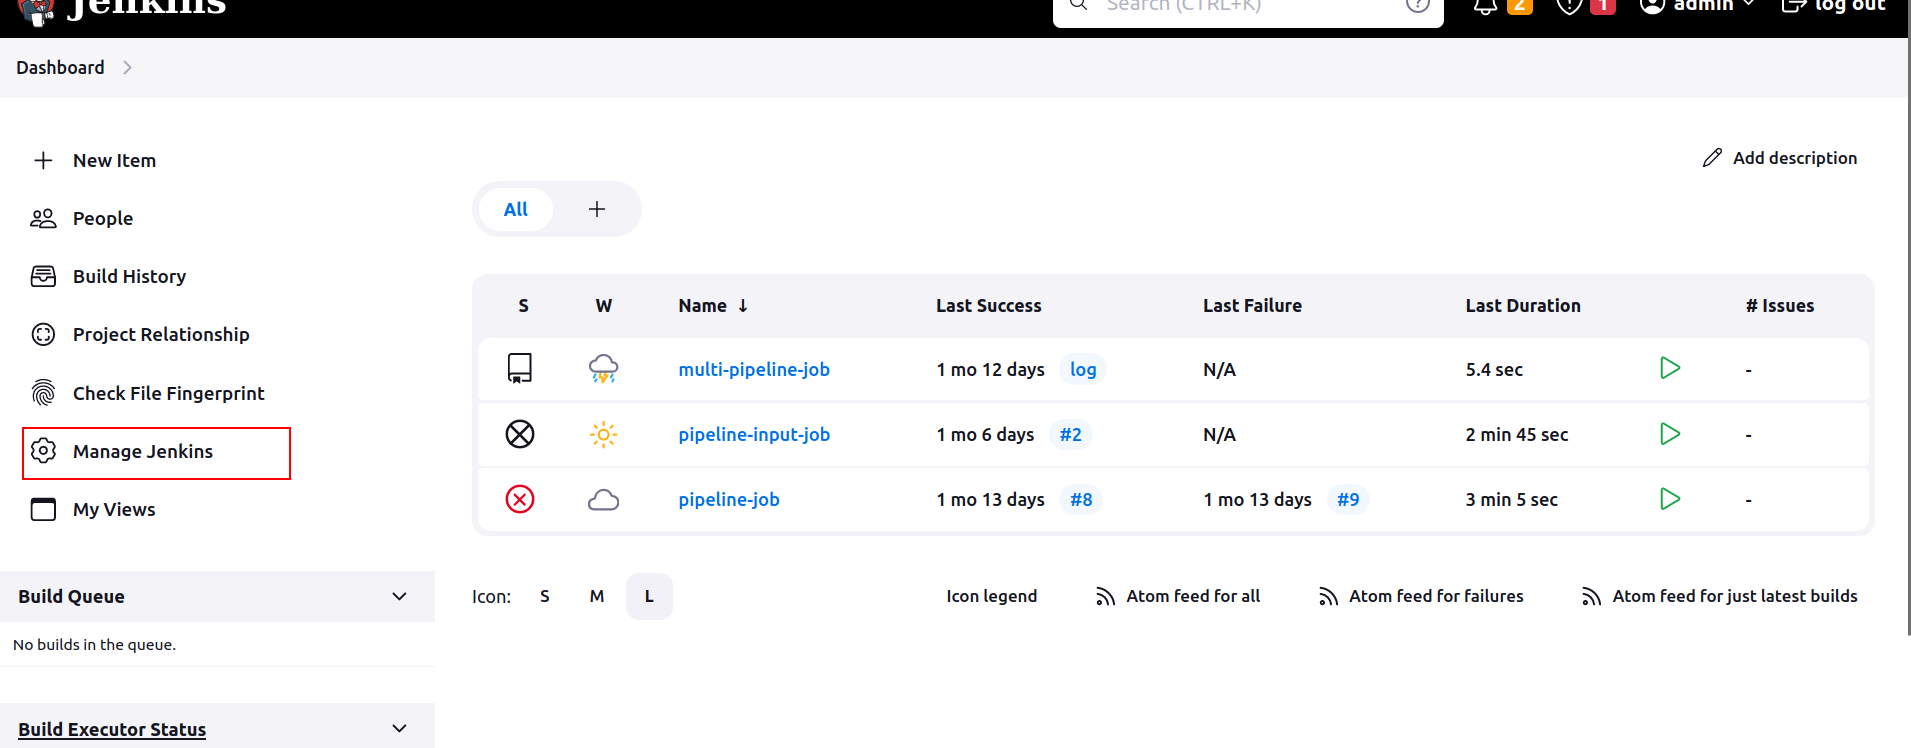 Jenkins
Search (CTRL+K)
2
1
admin
log out
Dashboard
New Item
People
Build History
Project Relationship
Check File Fingerprint
Manage Jenkins
My Views
Build Queue
No builds in the queue.
Build Executor Status
Add description
All
S W Name ↓ Last Success Last Failure Last Duration # Issues
multi-pipeline-job 1 mo 12 days log N/A 5.4 sec -
pipeline-input-job 1 mo 6 days #2 N/A 2 min 45 sec -
pipeline-job 1 mo 13 days #8 1 mo 13 days #9 3 min 5 sec -
Icon: S M L Icon legend Atom feed for all Atom feed for failures Atom feed for just latest builds